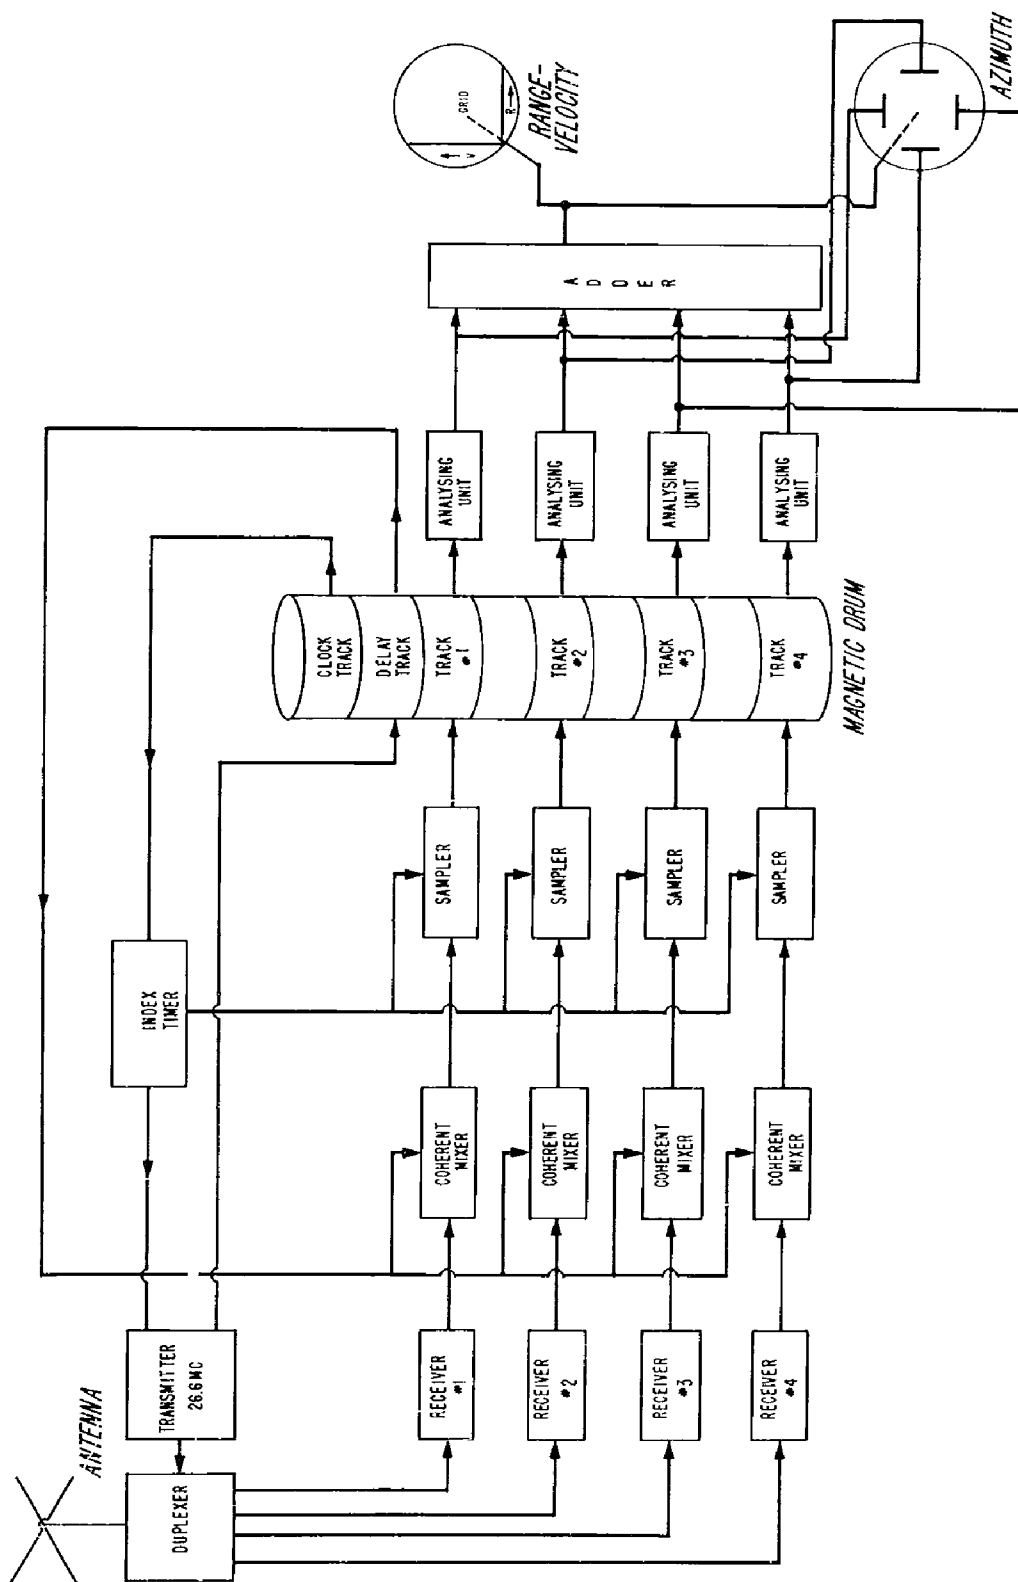 ANTENNA
DUPLEXER
TRANSMITTER
26.6 MC
INDEX
TIMER
RECEIVER
#1
COHERENT
MIXER
SAMPLER
CLOCK
TRACK
DELAY
TRACK
TRACK
#1
ANALYSING
UNIT
RECEIVER
#2
COHERENT
MIXER
SAMPLER
TRACK
#2
ANALYSING
UNIT
RECEIVER
#3
COHERENT
MIXER
SAMPLER
TRACK
#3
ANALYSING
UNIT
RECEIVER
#4
COHERENT
MIXER
SAMPLER
TRACK
#4
ANALYSING
UNIT
MAGNETIC DRUM
ADDER
V
GRID
R
RANGE-
VELOCITY
AZIMUTH